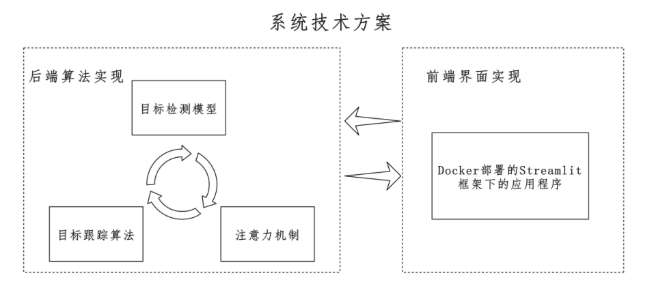 系统技术方案
后端算法实现
目标检测模型
目标跟踪算法
注意力机制
前端界面实现
Docker部署的Streamlit
框架下的应用程序